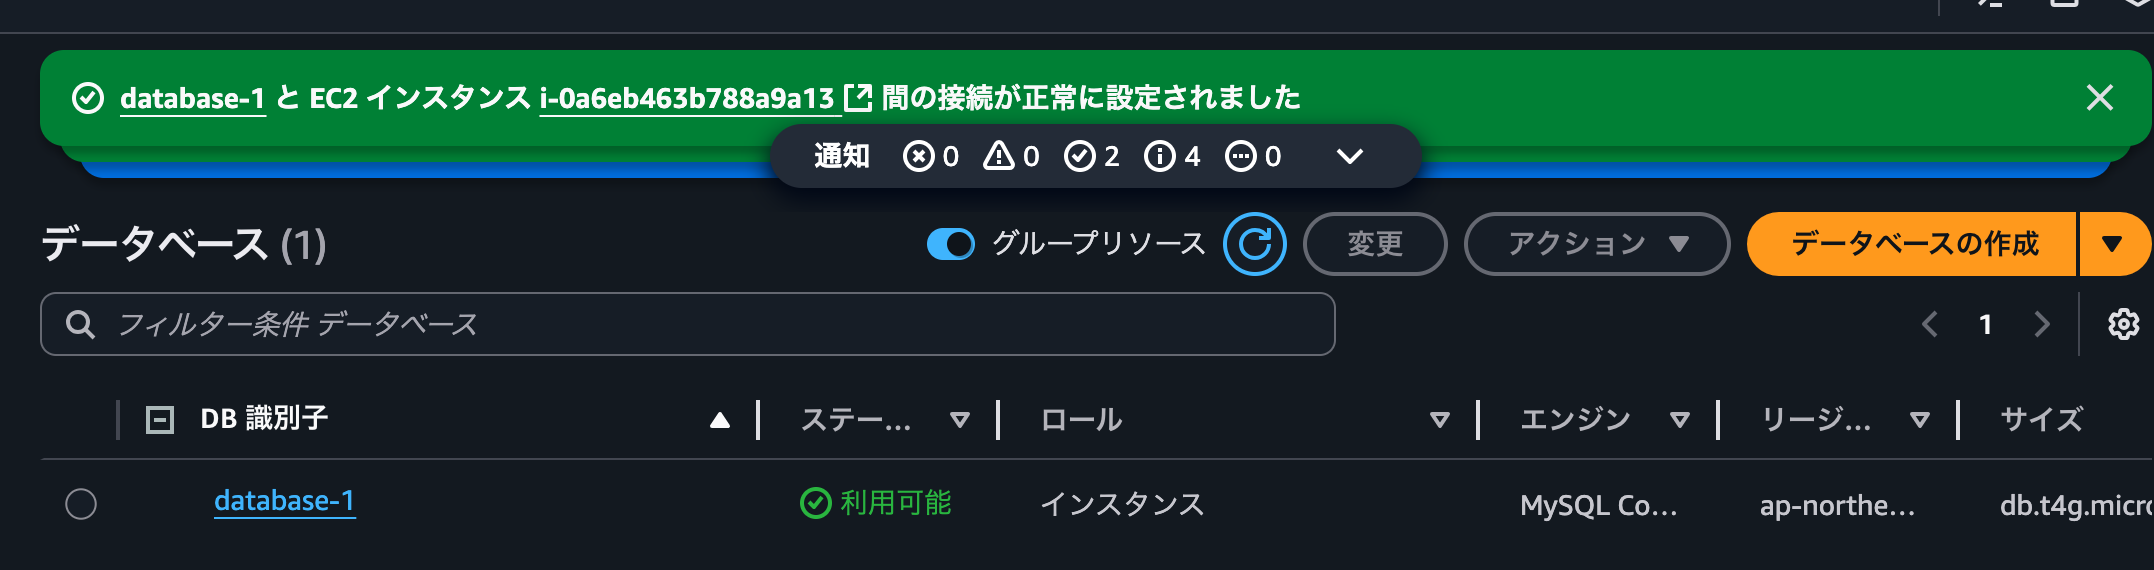 database-1 と EC2 インスタンス i-0a6eb463b788a9a13 間の接続が正常に設定されました
通知 0 0 2 4 0
データベース (1) グループリソース 変更 アクション データベースの作成
フィルター条件 データベース 1
DB 識別子 ステー... ロール エンジン リージ... サイズ
database-1 利用可能 インスタンス MySQL Co... ap-northe... db.t4g.micro